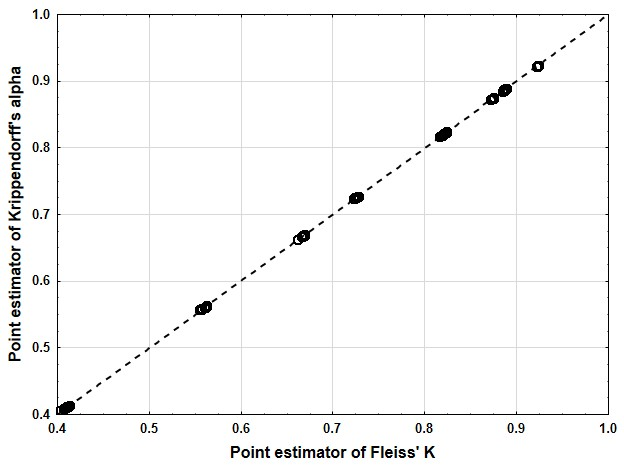 Point estimator of Krippendorff's alpha
1.0
0.9
0.8
0.7
0.6
0.5
0.4
0.4 0.5 0.6 0.7 0.8 0.9 1.0
Point estimator of Fleiss' K